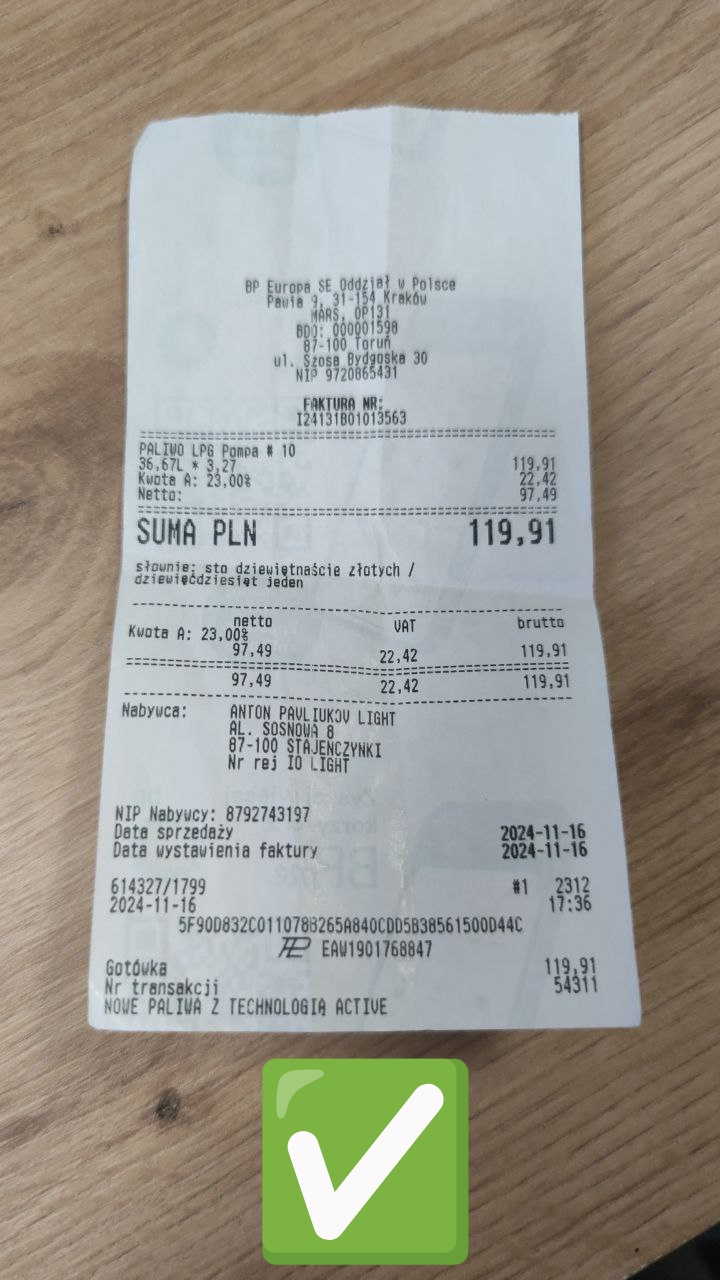 BP Europa SE Oddział w Polsce
Pawia 9, 31-154 Kraków
MARS, OP131
BDO: 000001598
87-100 Toruń
ul. Szosa Bydgoska 30
NIP 9720865431
FAKTURA NR:
I24131B01013563
PALIWO LPG Pompa # 10
36,67L * 3,27 119,91
Kwota A: 23,00% 22,42
Netto: 97,49
SUMA PLN 119,91
słownie: sto dziewiętnaście złotych /
dziewięćdziesiąt jeden
netto VAT brutto
Kwota A: 23,00%
97,49 22,42 119,91
97,49 22,42 119,91
Nabywca: ANTON PAVLIUKOV LIGHT
AL. SOSNOWA 8
87-100 STAJENCZYNKI
Nr rej IO LIGHT
NIP Nabywcy: 8792743197
Data sprzedaży 2024-11-16
Data wystawienia faktury 2024-11-16
614327/1799 #1 2312
2024-11-16 17:36
5F90D832C011078B265A840CDD5B38561500D44C
EAW1901768847
Gotówka 119,91
Nr transakcji 54311
NOWE PALIWA Z TECHNOLOGIĄ ACTIVE